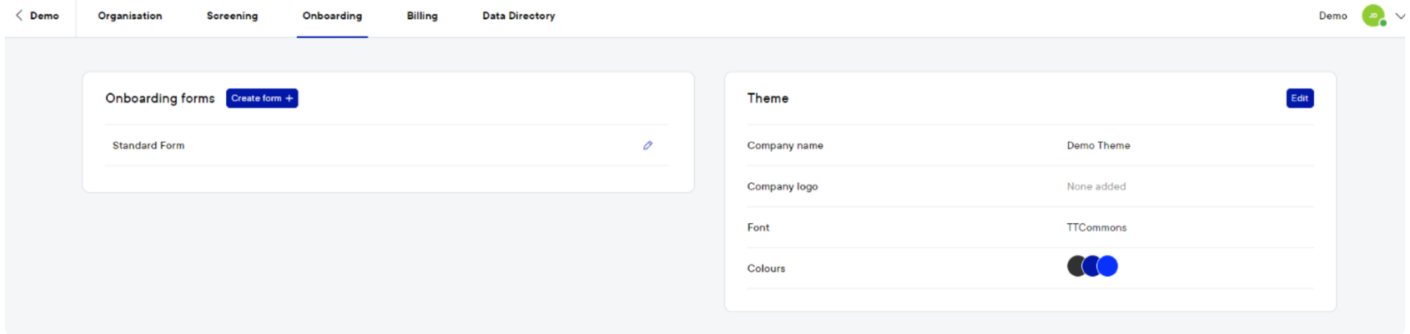 Demo Organisation Screening Onboarding Billing Data Directory Demo JD
Onboarding forms Create form +
Standard Form
Theme Edit
Company name Demo Theme
Company logo None added
Font TTCommons
Colours